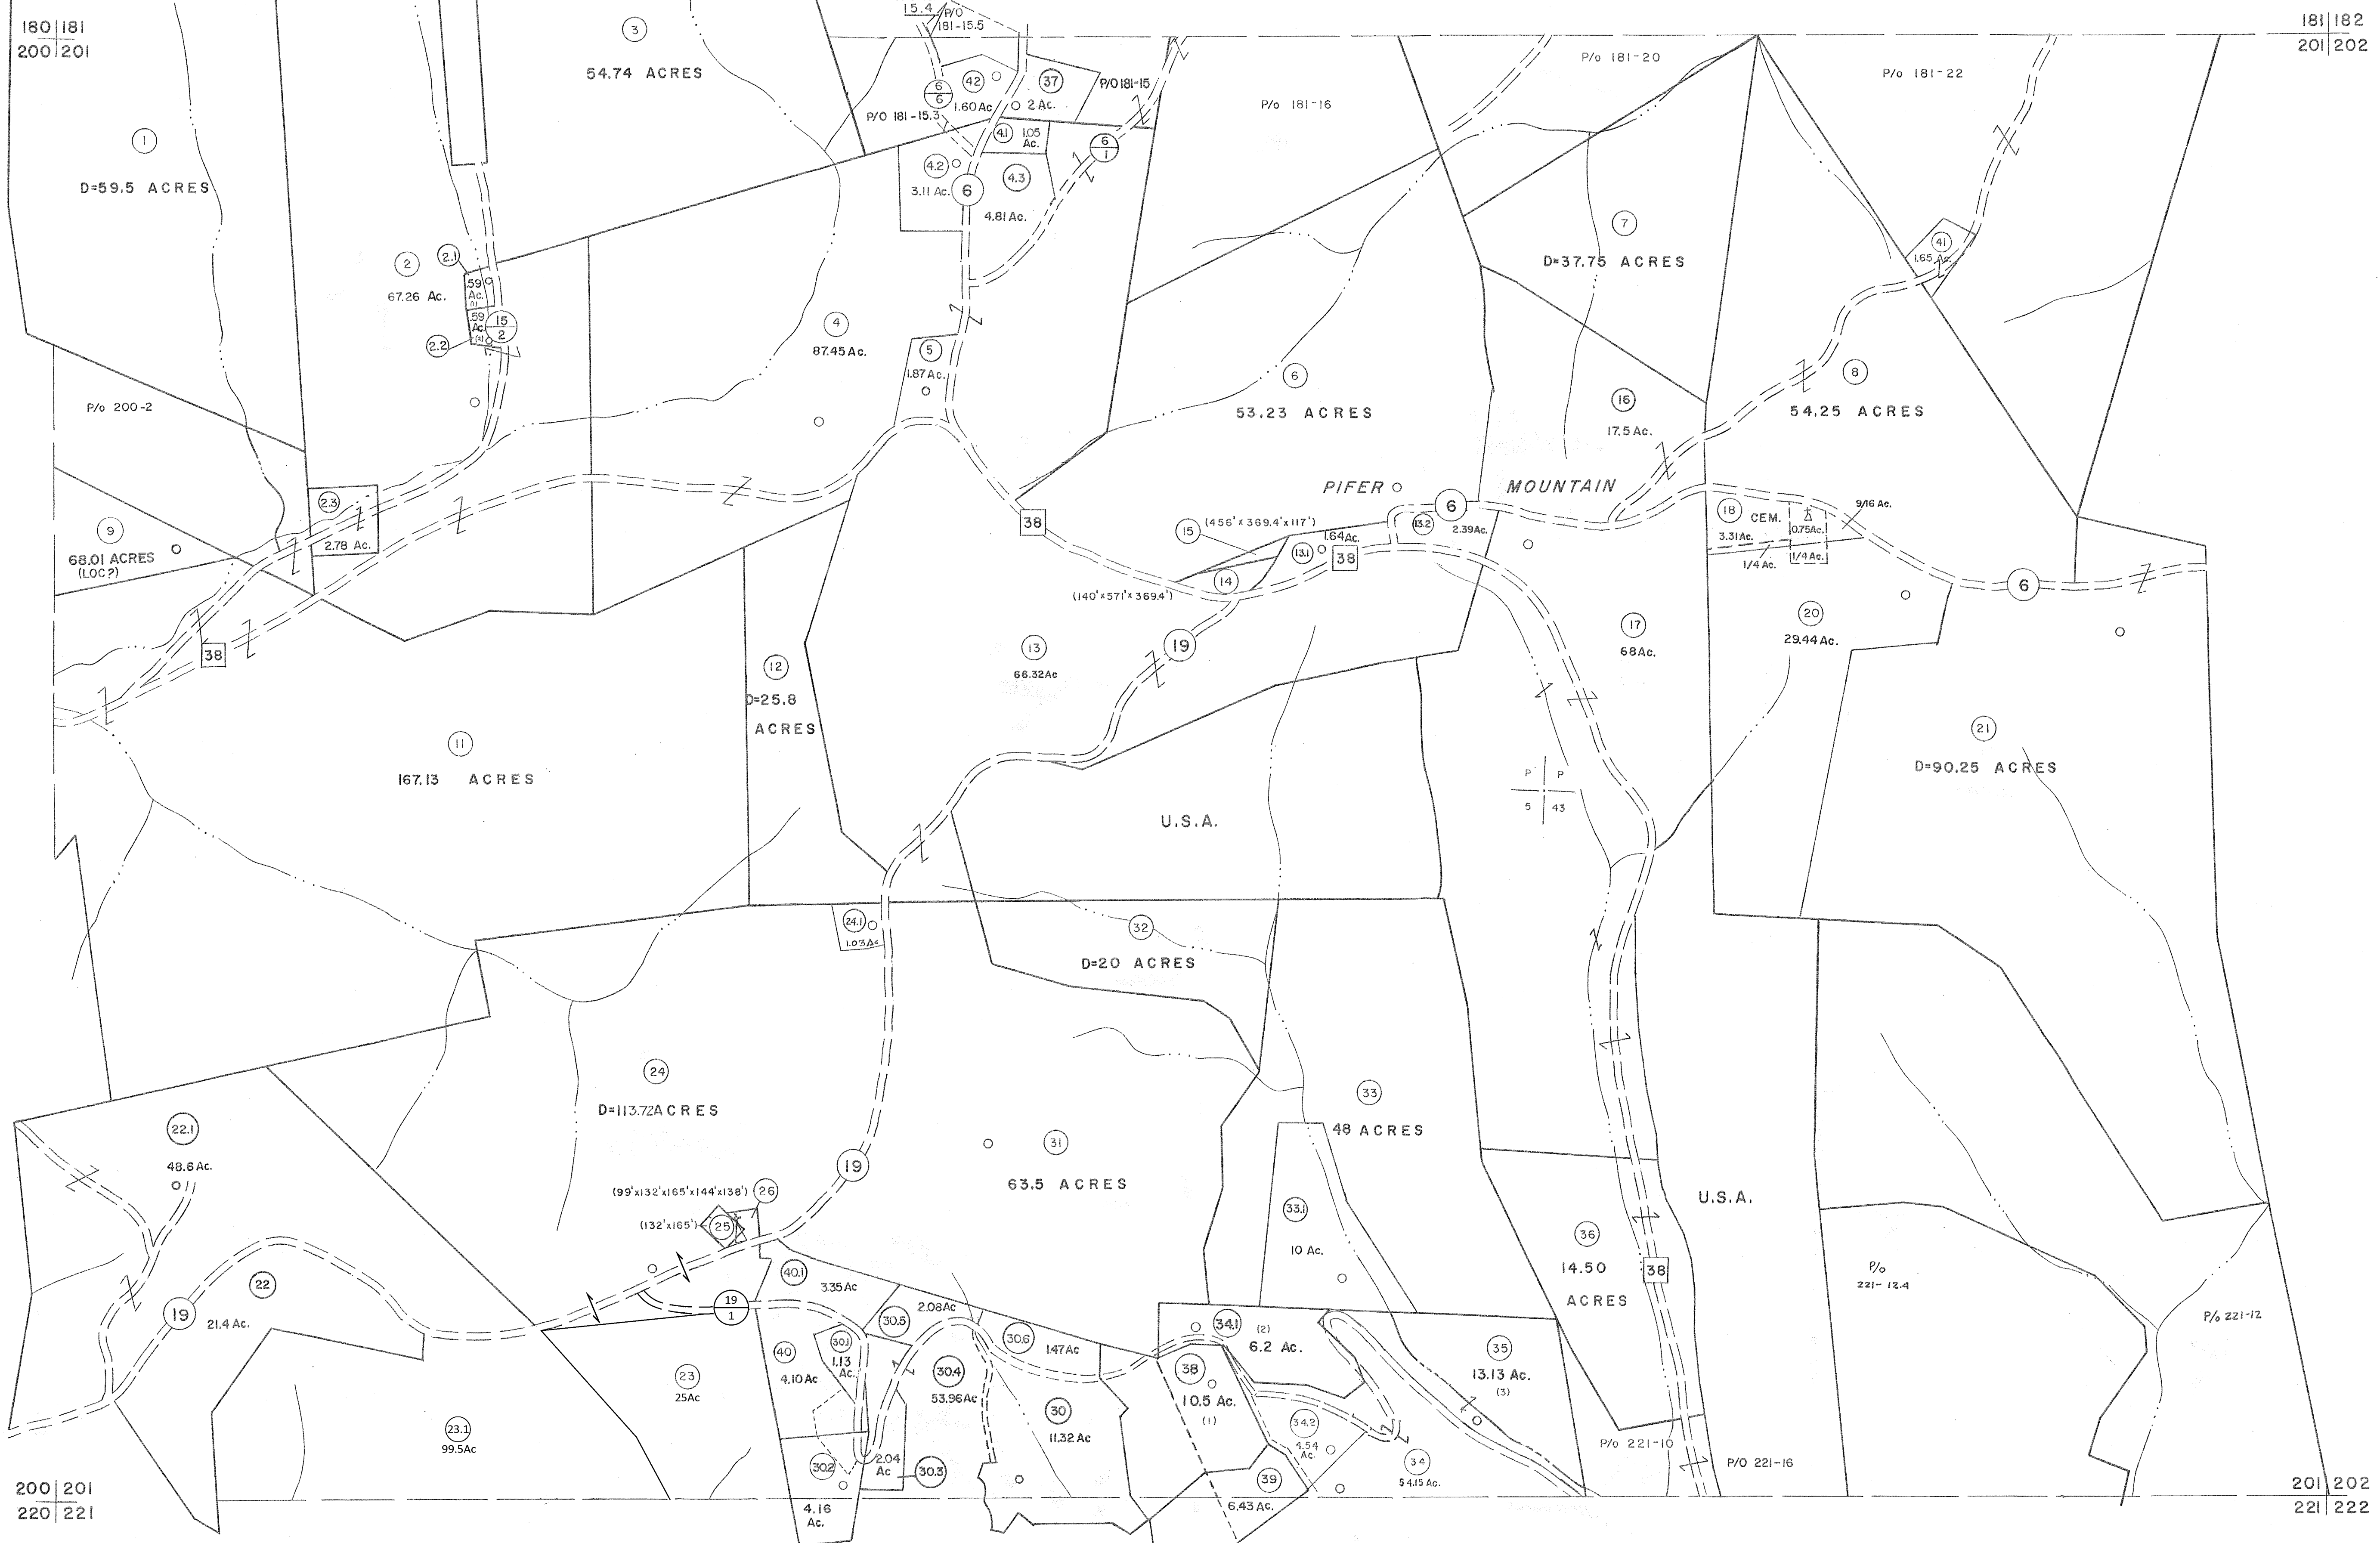 180 181
200 201
181 182
201 202
15.4
P/O
181-15.5
3
54.74 ACRES
1
D=59.5 ACRES
42
1.60 Ac
37
2 Ac.
P/O 181-15
6
6
P/O 181-15.3
4.1
1.05
Ac.
6
1
4.2
3.11 Ac.
6
4.3
4.81 Ac.
P/o 181-16
P/o 181-20
P/o 181-22
2
67.26 Ac.
2.1
.59
Ac.
(1)
.59
Ac
(2)
2.2
15
2
4
87.45 Ac.
5
1.87 Ac.
7
D=37.75 ACRES
41
1.65 Ac.
6
53.23 ACRES
16
17.5 Ac.
8
54.25 ACRES
P/o 200-2
9
68.01 ACRES
(LOC?)
2.3
2.78 Ac.
38
38
PIFER
MOUNTAIN
6
15
(456' x 369.4' x 117')
1.64 Ac.
13.1
38
13.2
2.39 Ac.
14
(140' x 571' x 369.4')
18
CEM.
3.31 Ac.
0.75 Ac.
9/16 Ac.
1/4 Ac.
1/4 Ac.
6
19
13
66.32 Ac
12
D=25.8
ACRES
11
167.13 ACRES
17
68 Ac.
20
29.44 Ac.
21
D=90.25 ACRES
P P
5 43
U.S.A.
24.1
1.03 Ac
32
D=20 ACRES
24
D=113.72 ACRES
22.1
48.6 Ac.
31
63.5 ACRES
33
48 ACRES
19
(99' x 132' x 165' x 144' x 138')
26
(132' x 165')
25
33.1
10 Ac.
36
14.50
ACRES
38
U.S.A.
P/o
221-12.4
P/o 221-12
22
21.4 Ac.
19
19
1
40.1
3.35 Ac
30.5
2.08 Ac
30.6
1.47 Ac
34.1
(2)
6.2 Ac.
35
13.13 Ac.
(3)
23
25 Ac
40
4.10 Ac
30.1
1.13
Ac.
30.4
53.96 Ac
38
10.5 Ac.
(1)
30
11.32 Ac
34.2
4.54
Ac.
23.1
99.5 Ac
30.2
4.16
Ac.
2.04
Ac
30.3
39
6.43 Ac.
34
54.15 Ac.
P/o 221-10
P/O 221-16
200 201
220 221
201 202
221 222